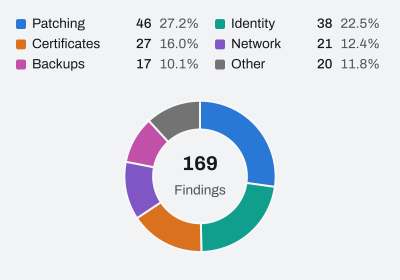 Patching 46 27.2% Identity 38 22.5%
Certificates 27 16.0% Network 21 12.4%
Backups 17 10.1% Other 20 11.8%
169
Findings